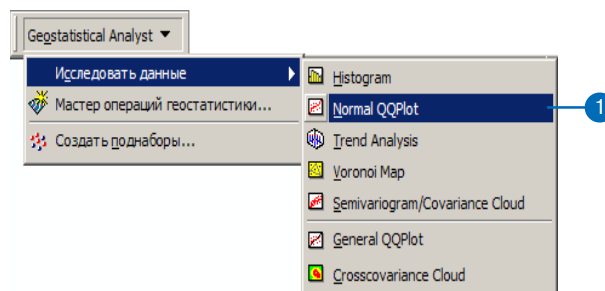 Geostatistical Analyst
Исследовать данные
Мастер операций геостатистики...
Создать поднаборы...
Histogram
Normal QQPlot
1
Trend Analysis
Voronoi Map
Semivariogram/Covariance Cloud
General QQPlot
Crosscovariance Cloud